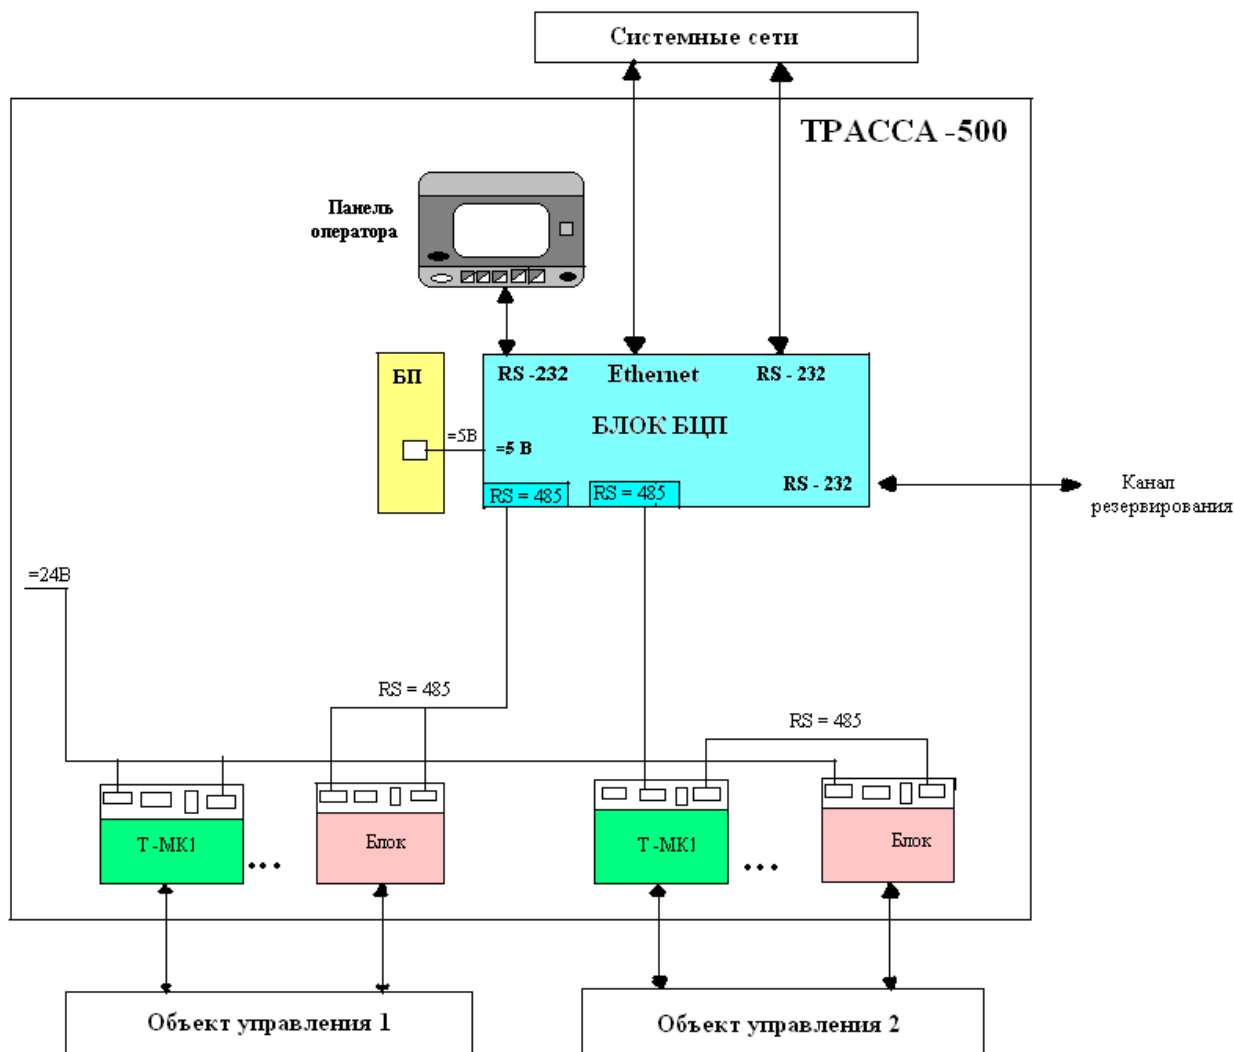 Системные сети
ТРАССА -500
Панель
оператора
БП
RS -232
Ethernet
RS - 232
БЛОК БЦП
=5В
=5 В
RS = 485
RS = 485
RS - 232
Канал
резервирования
=24В
RS = 485
RS = 485
Т -МК1
...
Блок
Т -МК1
...
Блок
Объект управления 1
Объект управления 2